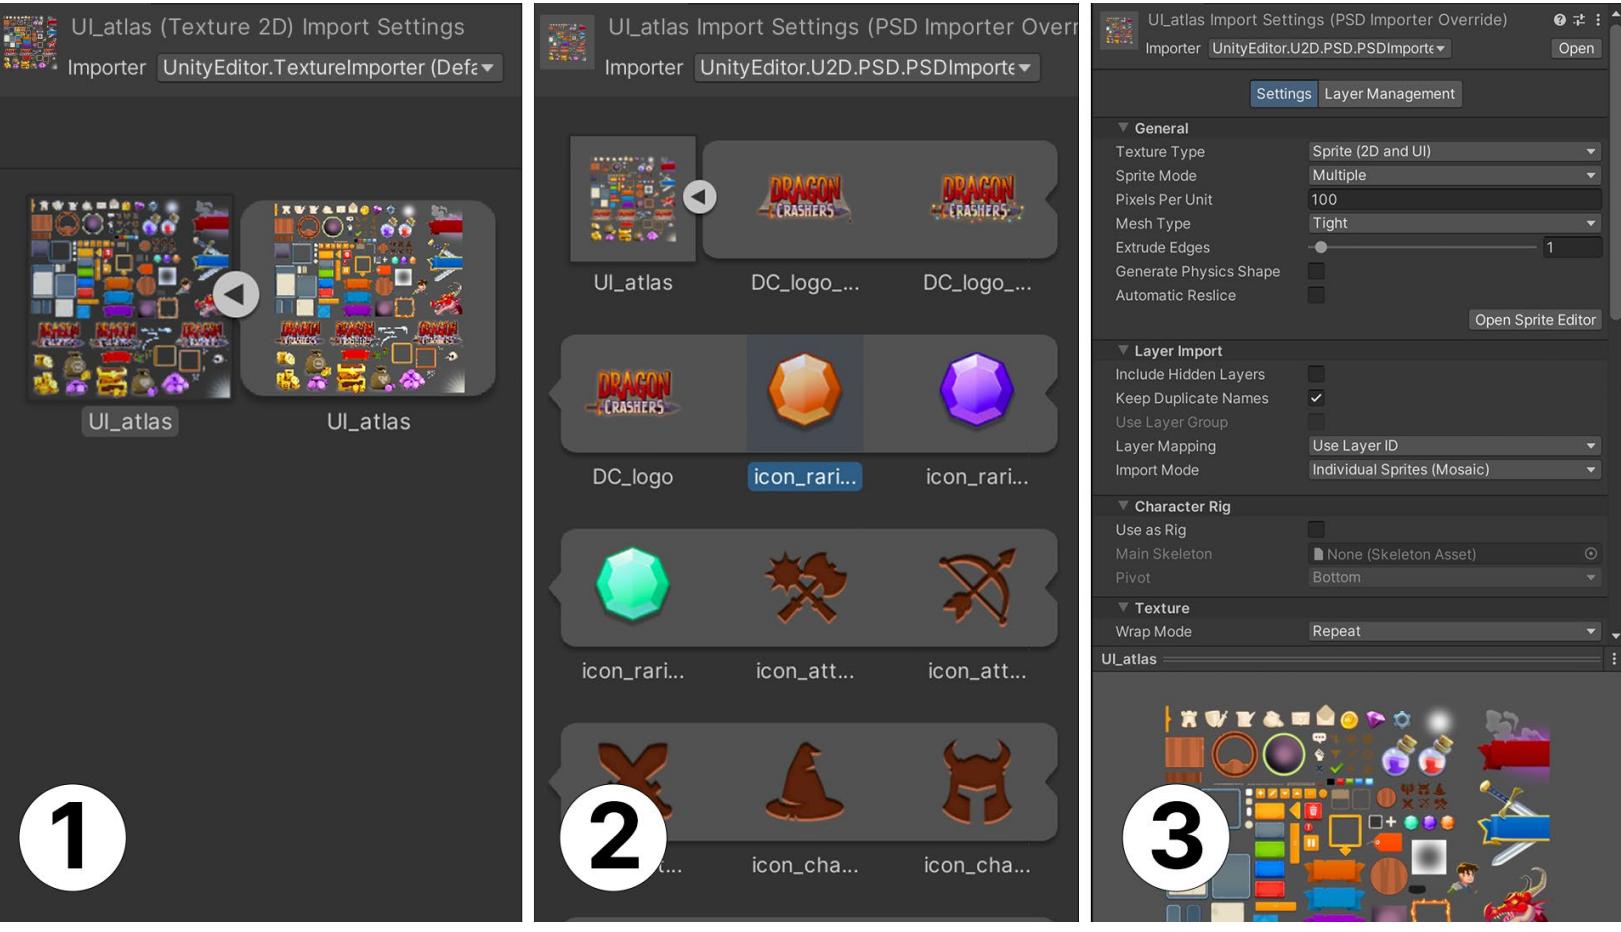 UI_atlas (Texture 2D) Import Settings
Importer UnityEditor.TextureImporter (Defa
UI_atlas
UI_atlas
1
UI_atlas Import Settings (PSD Importer Overr
Importer UnityEditor.U2D.PSD.PSDImporte
DRAGON CRASHERS
DRAGON CRASHERS
UI_atlas DC_logo_... DC_logo_...
DRAGON CRASHERS
DC_logo icon_rari... icon_rari...
icon_rari... icon_att... icon_att...
t... icon_cha... icon_cha...
2
UI_atlas Import Settings (PSD Importer Override)
Importer UnityEditor.U2D.PSD.PSDImporte Open
Settings Layer Management
General
Texture Type Sprite (2D and UI)
Sprite Mode Multiple
Pixels Per Unit 100
Mesh Type Tight
Extrude Edges 1
Generate Physics Shape
Automatic Reslice
Open Sprite Editor
Layer Import
Include Hidden Layers
Keep Duplicate Names
Use Layer Group
Layer Mapping Use Layer ID
Import Mode Individual Sprites (Mosaic)
Character Rig
Use as Rig
Main Skeleton None (Skeleton Asset)
Pivot Bottom
Texture
Wrap Mode Repeat
UI_atlas
3